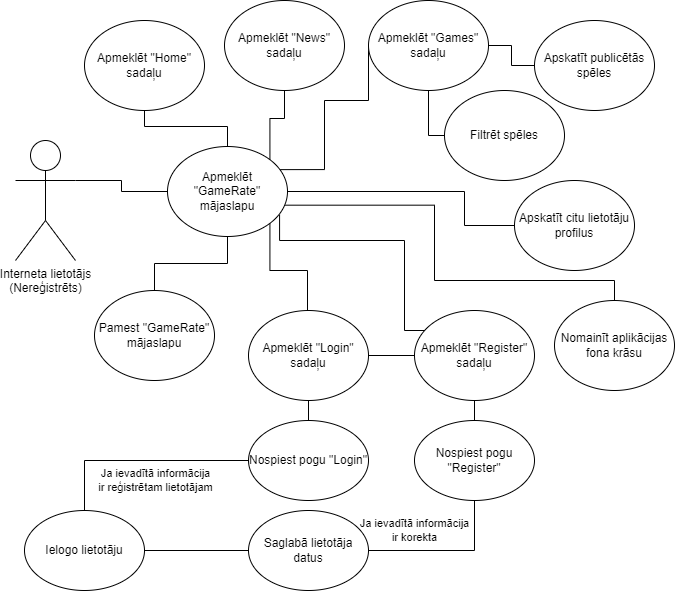 Apmeklēt "Home"
sadaļu
Apmeklēt "News"
sadaļu
Apmeklēt "Games"
sadaļu
Apskatīt publicētās
spēles
Filtrēt spēles
Apmeklēt
"GameRate"
mājaslapu
Apskatīt citu lietotāju
profilus
Interneta lietotājs
(Nereģistrēts)
Pamest "GameRate"
mājaslapu
Apmeklēt "Login"
sadaļu
Apmeklēt "Register"
sadaļu
Nomainīt aplikācijas
fona krāsu
Nospiest pogu "Login"
Nospiest pogu
"Register"
Ja ievadītā informācija
ir reģistrētam lietotājam
Ja ievadītā informācija
ir korekta
Ielogo lietotāju
Saglabā lietotāja
datus